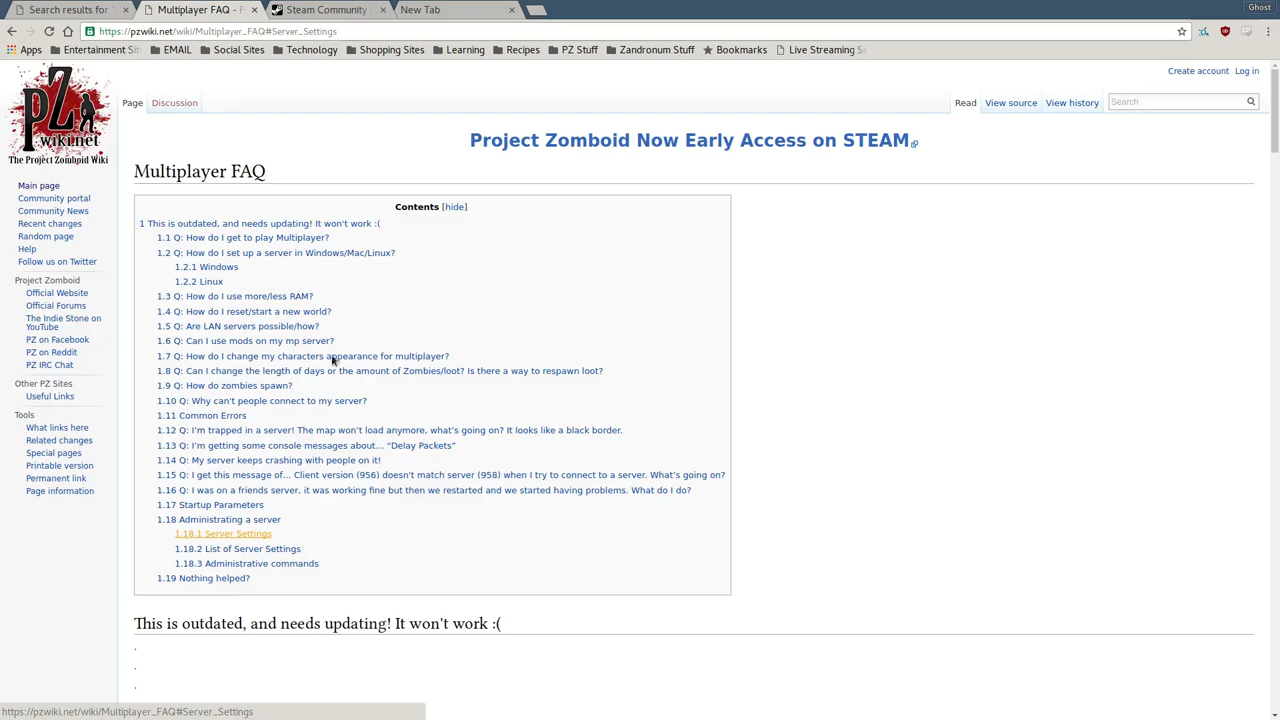 Search results for
Multiplayer FAQ - P
Steam Community
New Tab
Ghost
https://pzwiki.net/wiki/Multiplayer_FAQ#Server_Settings
Apps
Entertainment Sit
EMAIL
Social Sites
Technology
Shopping Sites
Learning
Recipes
PZ Stuff
Zandronum Stuff
Bookmarks
Live Streaming S
Create account Log in
PZ
wiki.net
The Project Zomboid Wiki
Page Discussion
Read View source View history Search
Project Zomboid Now Early Access on STEAM
Multiplayer FAQ
Main page
Community portal
Community News
Recent changes
Random page
Help
Follow us on Twitter
Project Zomboid
Official Website
Official Forums
The Indie Stone on
YouTube
PZ on Facebook
PZ on Reddit
PZ IRC Chat
Other PZ Sites
Useful Links
Tools
What links here
Related changes
Special pages
Printable version
Permanent link
Page information
Contents [hide]
1 This is outdated, and needs updating! It won't work :(
1.1 Q: How do I get to play Multiplayer?
1.2 Q: How do I set up a server in Windows/Mac/Linux?
1.2.1 Windows
1.2.2 Linux
1.3 Q: How do I use more/less RAM?
1.4 Q: How do I reset/start a new world?
1.5 Q: Are LAN servers possible/how?
1.6 Q: Can I use mods on my mp server?
1.7 Q: How do I change my characters appearance for multiplayer?
1.8 Q: Can I change the length of days or the amount of Zombies/loot? Is there a way to respawn loot?
1.9 Q: How do zombies spawn?
1.10 Q: Why can't people connect to my server?
1.11 Common Errors
1.12 Q: I’m trapped in a server! The map won’t load anymore, what’s going on? It looks like a black border.
1.13 Q: I’m getting some console messages about… “Delay Packets”
1.14 Q: My server keeps crashing with people on it!
1.15 Q: I get this message of… Client version (956) doesn't match server (958) when I try to connect to a server. What’s going on?
1.16 Q: I was on a friends server, it was working fine but then we restarted and we started having problems. What do I do?
1.17 Startup Parameters
1.18 Administrating a server
1.18.1 Server Settings
1.18.2 List of Server Settings
1.18.3 Administrative commands
1.19 Nothing helped?
This is outdated, and needs updating! It won't work :(
.
.
.
https://pzwiki.net/wiki/Multiplayer_FAQ#Server_Settings